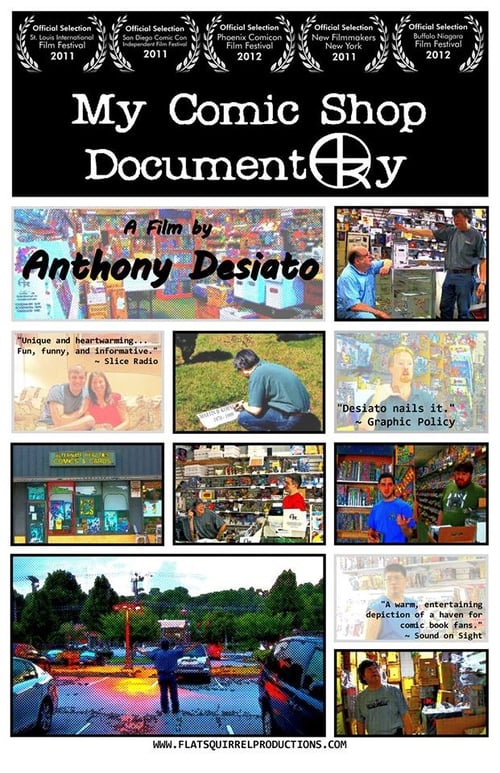 Official Selection
St. Louis International
Film Festival
2011
Official Selection
San Diego Comic Con
Independent Film Festival
2011
Official Selection
Phoenix Comicon
Film Festival
2012
Official Selection
New Filmmakers
New York
2011
Official Selection
Buffalo Niagara
Film Festival
2012
My Comic Shop
DocumentARy
A Film by
Anthony Desiato
"Unique and heartwarming...
Fun, funny, and informative."
~ Slice Radio
"Desiato nails it."
~ Graphic Policy
ALTERNATE REALITIES
COMICS & CARDS
"A warm, entertaining
depiction of a haven for
comic book fans."
~ Sound on Sight
WWW.FLATSQUIRRELPRODUCTIONS.COM